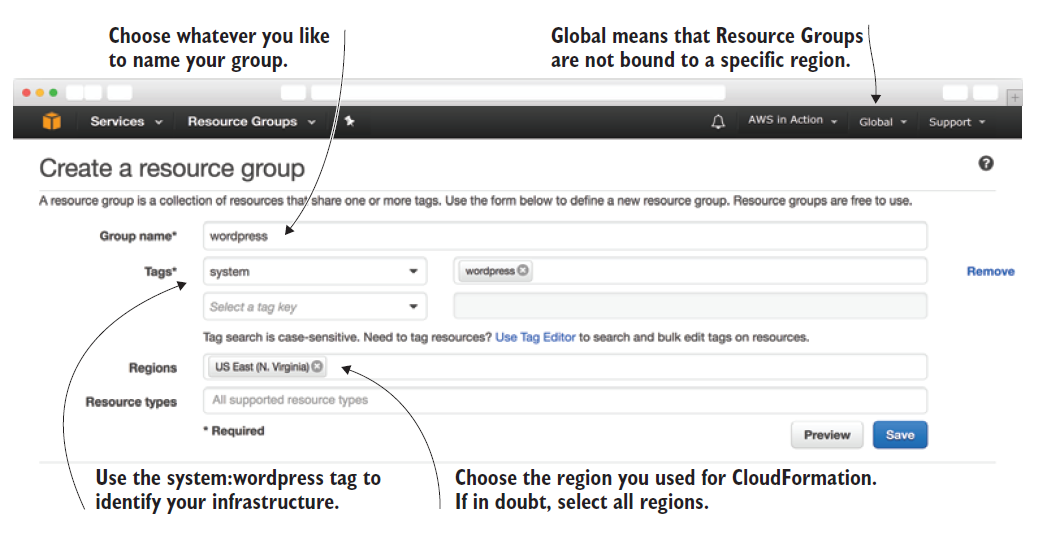 Choose whatever you like
to name your group.
Global means that Resource Groups
are not bound to a specific region.
Services
Resource Groups
AWS in Action
Global
Support
Create a resource group
A resource group is a collection of resources that share one or more tags. Use the form below to define a new resource group. Resource groups are free to use.
Group name*
wordpress
Tags*
system
wordpress
Remove
Select a tag key
Tag search is case-sensitive. Need to tag resources? Use Tag Editor to search and bulk edit tags on resources.
Regions
US East (N. Virginia)
Resource types
All supported resource types
* Required
Preview
Save
Use the system:wordpress tag to
identify your infrastructure.
Choose the region you used for CloudFormation.
If in doubt, select all regions.